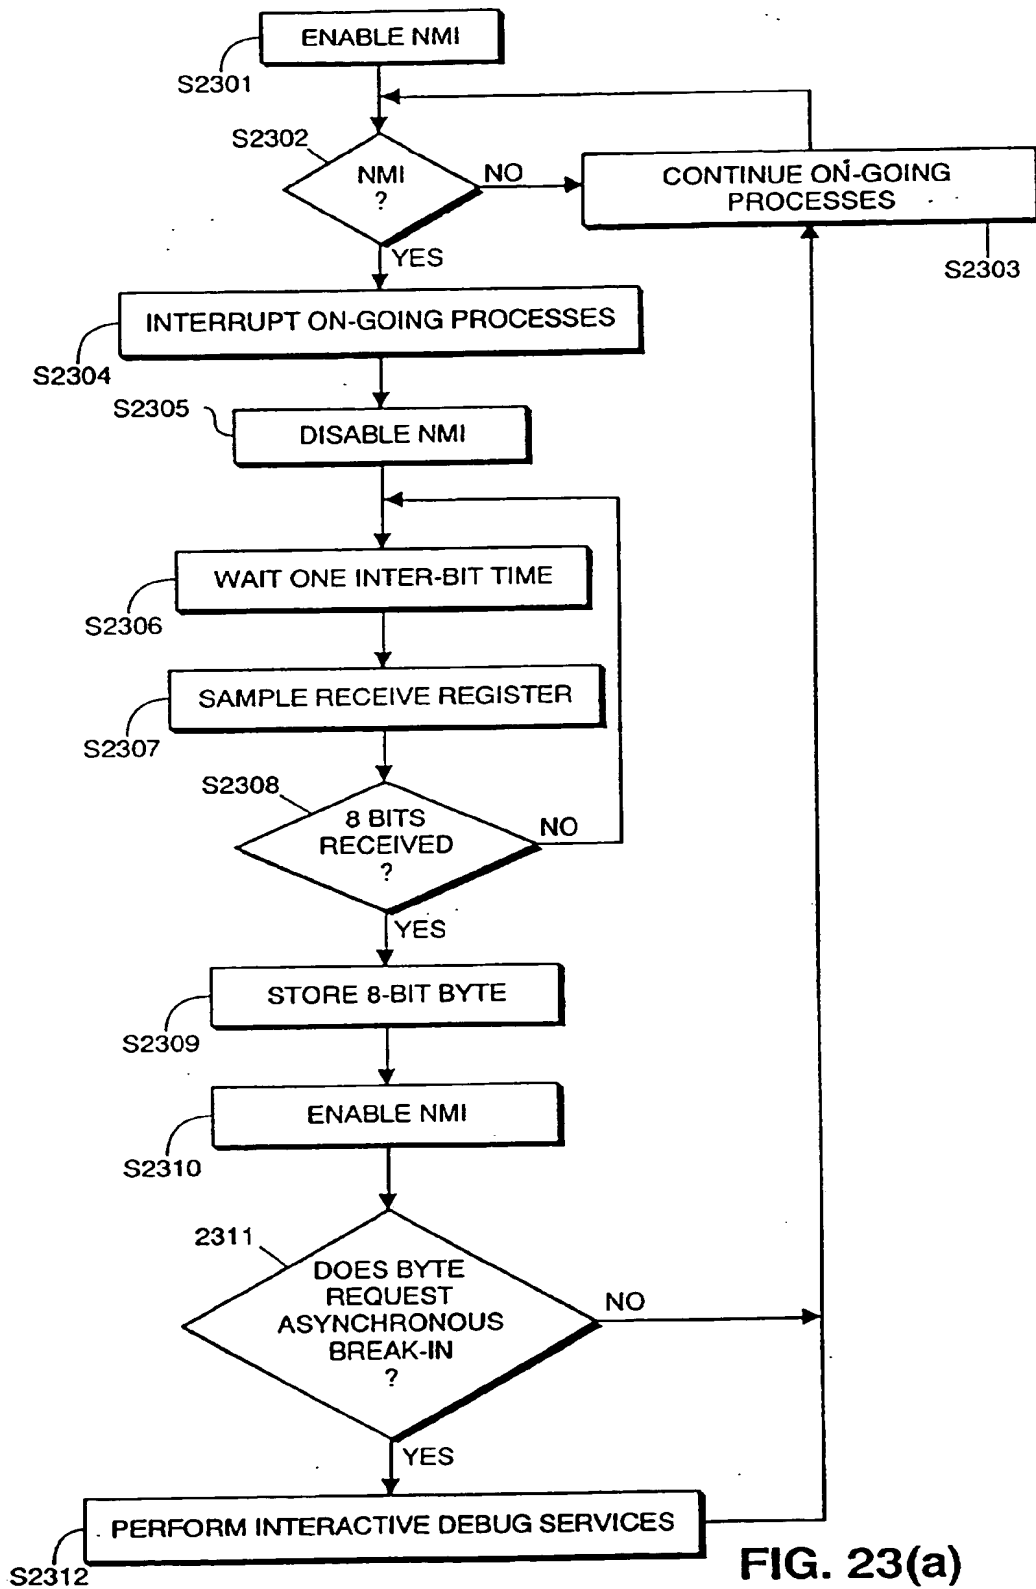 ENABLE NMI
S2301
S2302
NMI
?
NO
CONTINUE ON-GOING
PROCESSES
S2303
YES
INTERRUPT ON-GOING PROCESSES
S2304
S2305
DISABLE NMI
WAIT ONE INTER-BIT TIME
S2306
SAMPLE RECEIVE REGISTER
S2307
S2308
8 BITS
RECEIVED
?
NO
YES
STORE 8-BIT BYTE
S2309
ENABLE NMI
S2310
2311
DOES BYTE
REQUEST
ASYNCHRONOUS
BREAK-IN
?
NO
YES
PERFORM INTERACTIVE DEBUG SERVICES
S2312
FIG. 23(a)